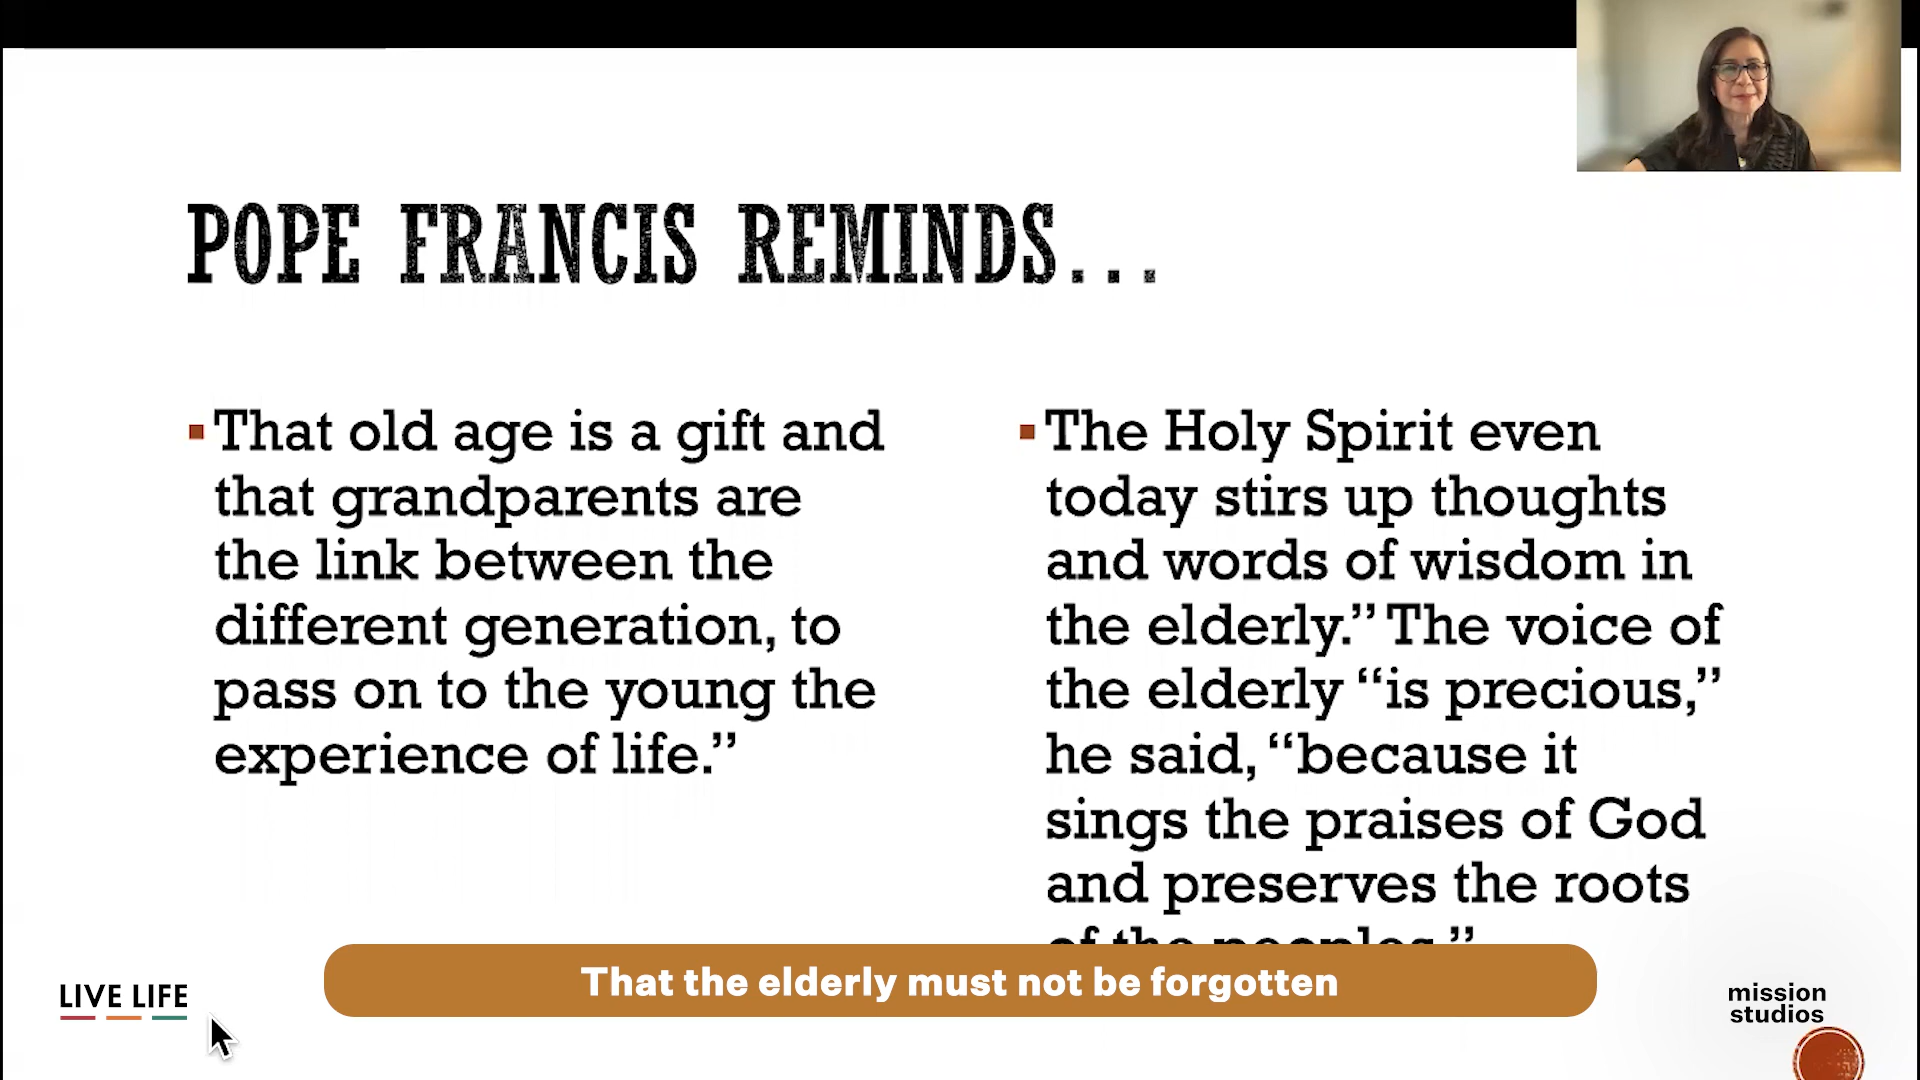 POPE FRANCIS REMINDS...
That old age is a gift and
that grandparents are
the link between the
different generation, to
pass on to the young the
experience of life.”
The Holy Spirit even
today stirs up thoughts
and words of wisdom in
the elderly.” The voice of
the elderly “is precious,”
he said, “because it
sings the praises of God
and preserves the roots
of the peoples.”
That the elderly must not be forgotten
LIVE LIFE
mission
studios